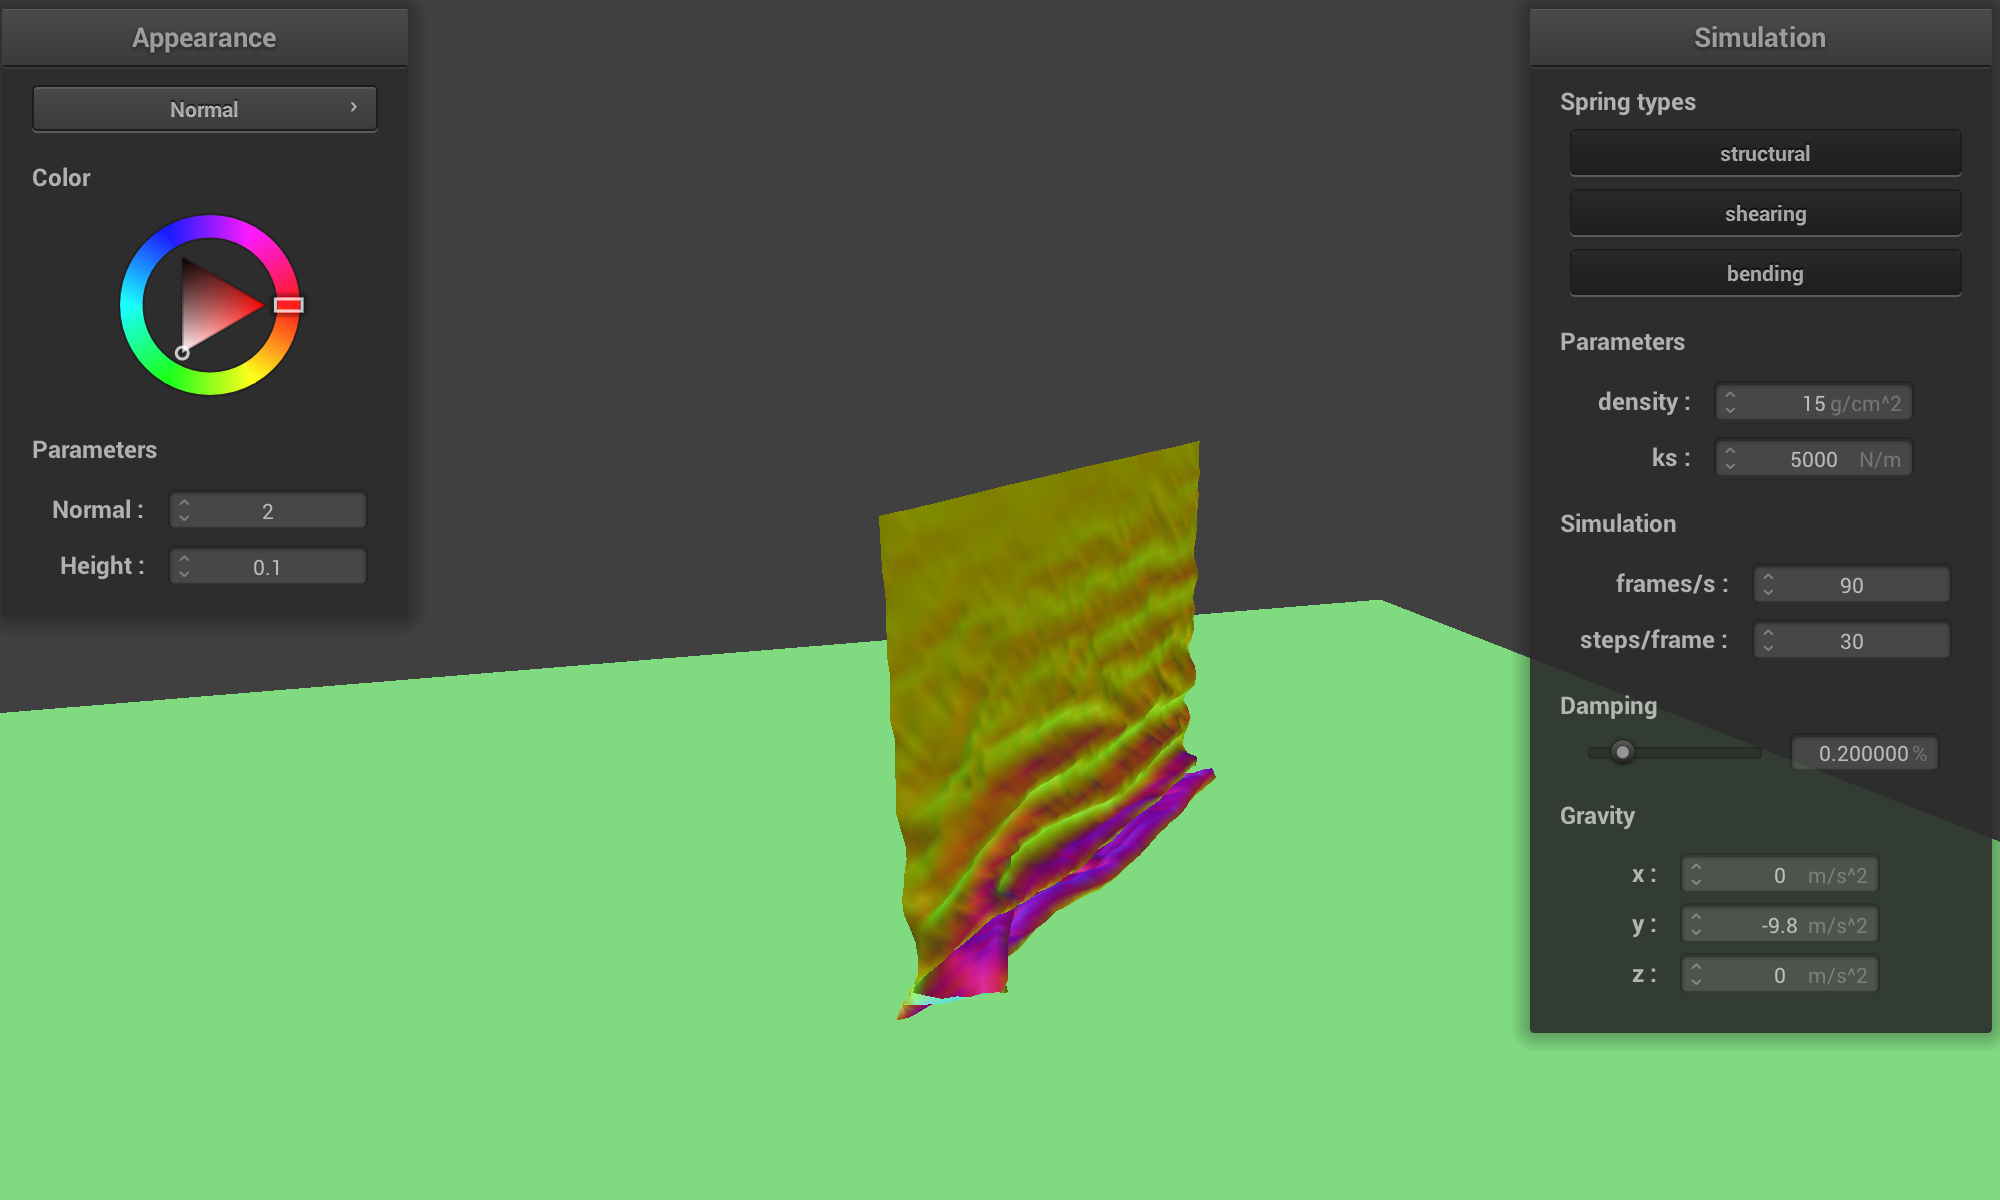 Appearance
Normal
Color
Parameters
Normal : 2
Height : 0.1
Simulation
Spring types
structural
shearing
bending
Parameters
density : 15 g/cm^2
ks : 5000 N/m
Simulation
frames/s : 90
steps/frame : 30
Damping
0.200000 %
Gravity
x : 0 m/s^2
y : -9.8 m/s^2
z : 0 m/s^2